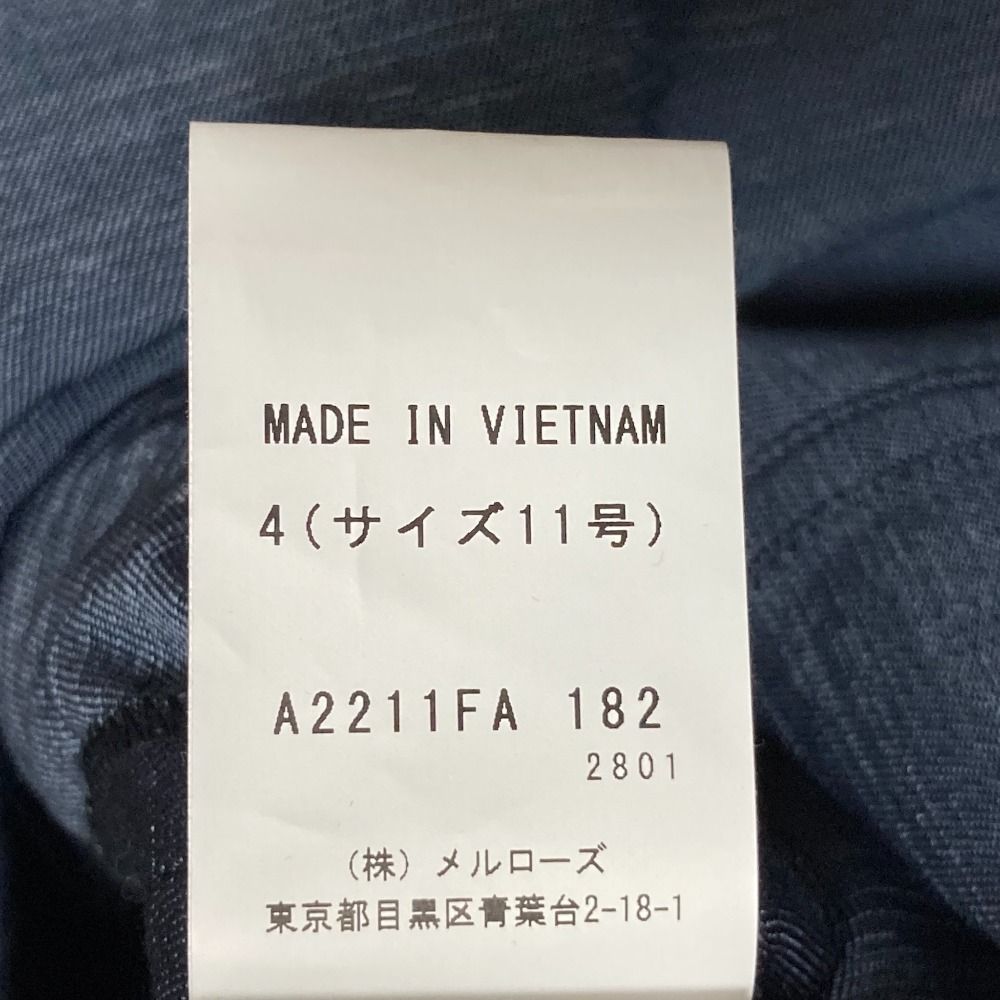 MADE IN VIETNAM
4(サイズ11号)
A2211FA 182
2801
(株) メルローズ
東京都目黒区青葉台2-18-1